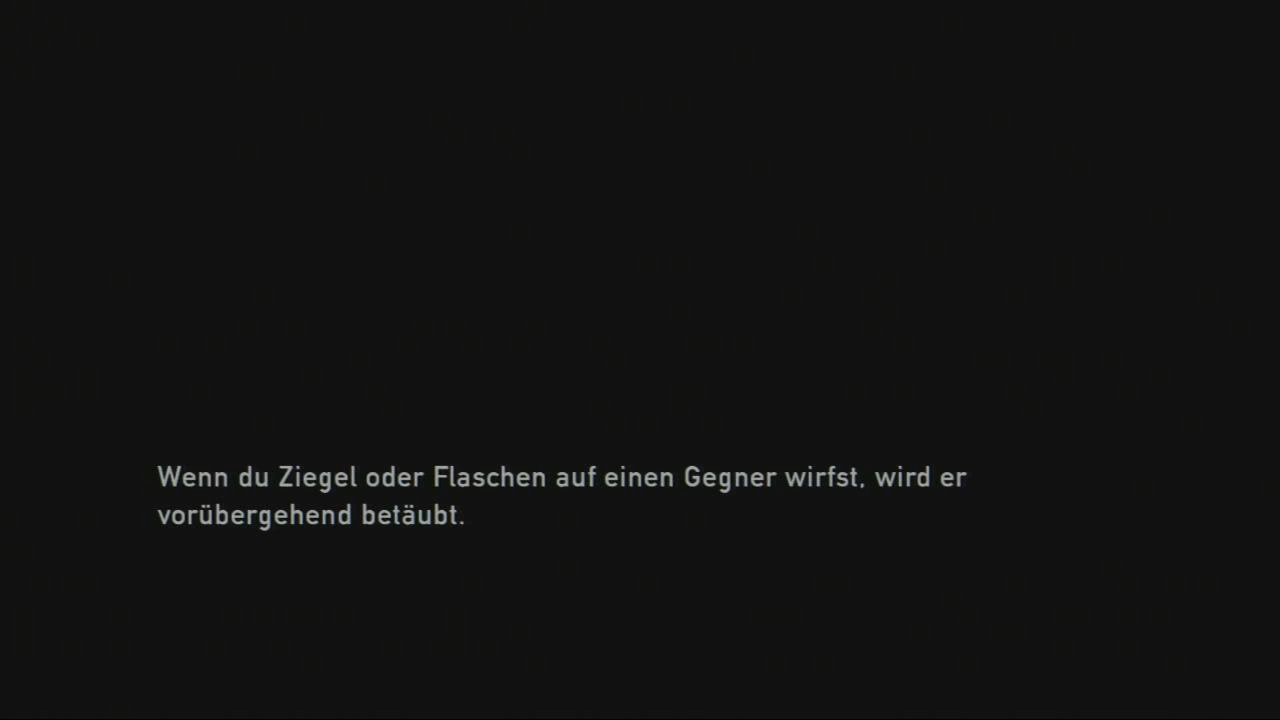 Wenn du Ziegel oder Flaschen auf einen Gegner wirfst, wird er
vorübergehend betäubt.